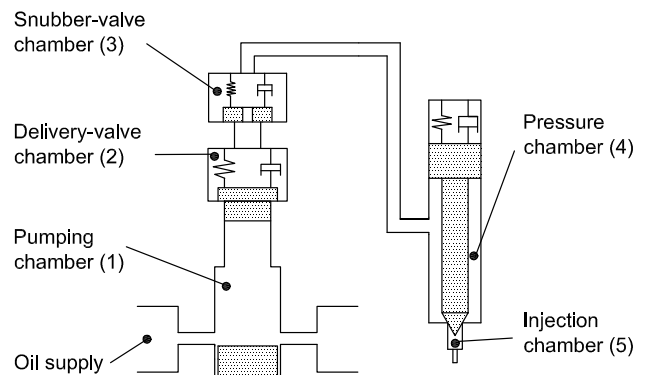 Snubber-valve
chamber (3)
Delivery-valve
chamber (2)
Pumping
chamber (1)
Oil supply
Pressure
chamber (4)
Injection
chamber (5)